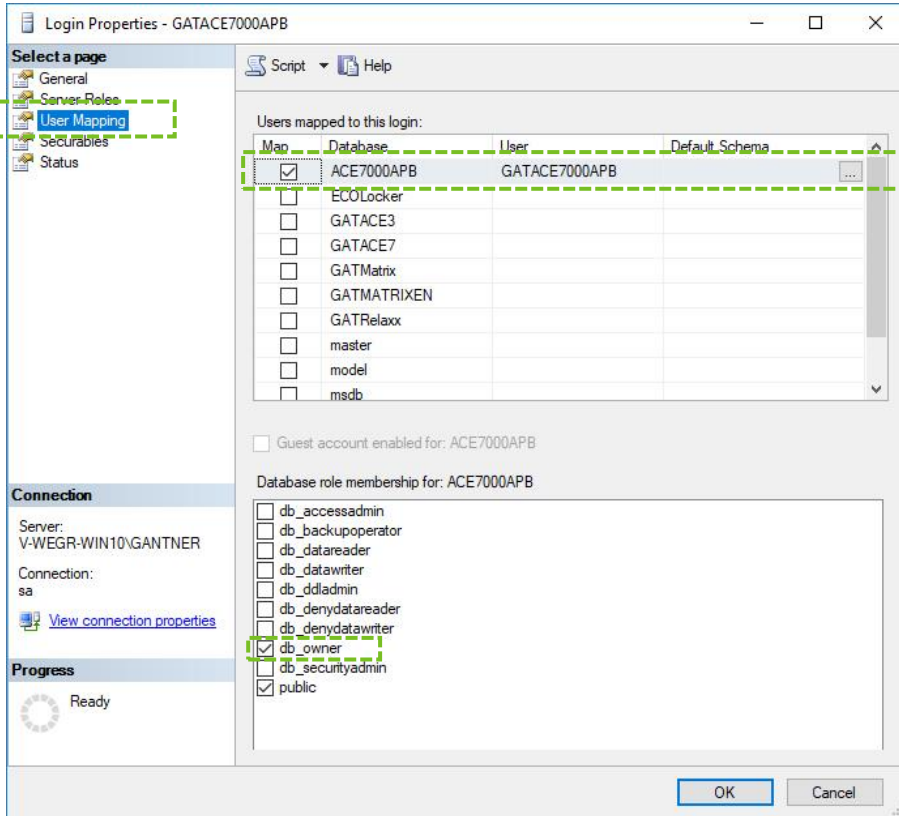 Login Properties - GATACE7000APB
Select a page
General
Server Roles
User Mapping
Securables
Status
Script
Help
Users mapped to this login:
Map Database User Default Schema
ACE7000APB GATACE7000APB ...
ECOLocker
GATACE3
GATACE7
GATMatrix
GATMATRIXEN
GATRelaxx
master
model
msdb
Guest account enabled for: ACE7000APB
Database role membership for: ACE7000APB
db_accessadmin
db_backupoperator
db_datareader
db_datawriter
db_ddladmin
db_denydatareader
db_denydatawriter
db_owner
db_securityadmin
public
Connection
Server:
V-WEGR-WIN10\GANTNER
Connection:
sa
View connection properties
Progress
Ready
OK
Cancel